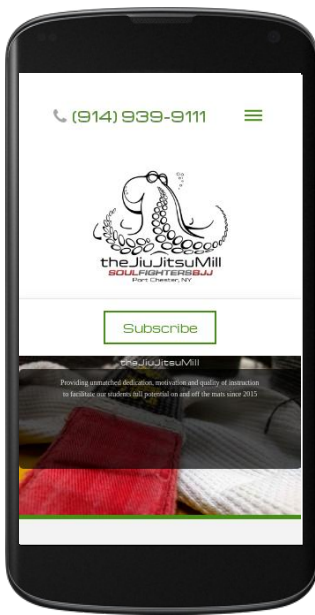 (914) 939-9111
theJiuJitsuMill
SOULFIGHTERSBJJ
Port Chester, NY
Subscribe
theJiuJitsuMill
Providing unmatched dedication, motivation and quality of instruction
to facilitate our students full potential on and off the mats since 2015